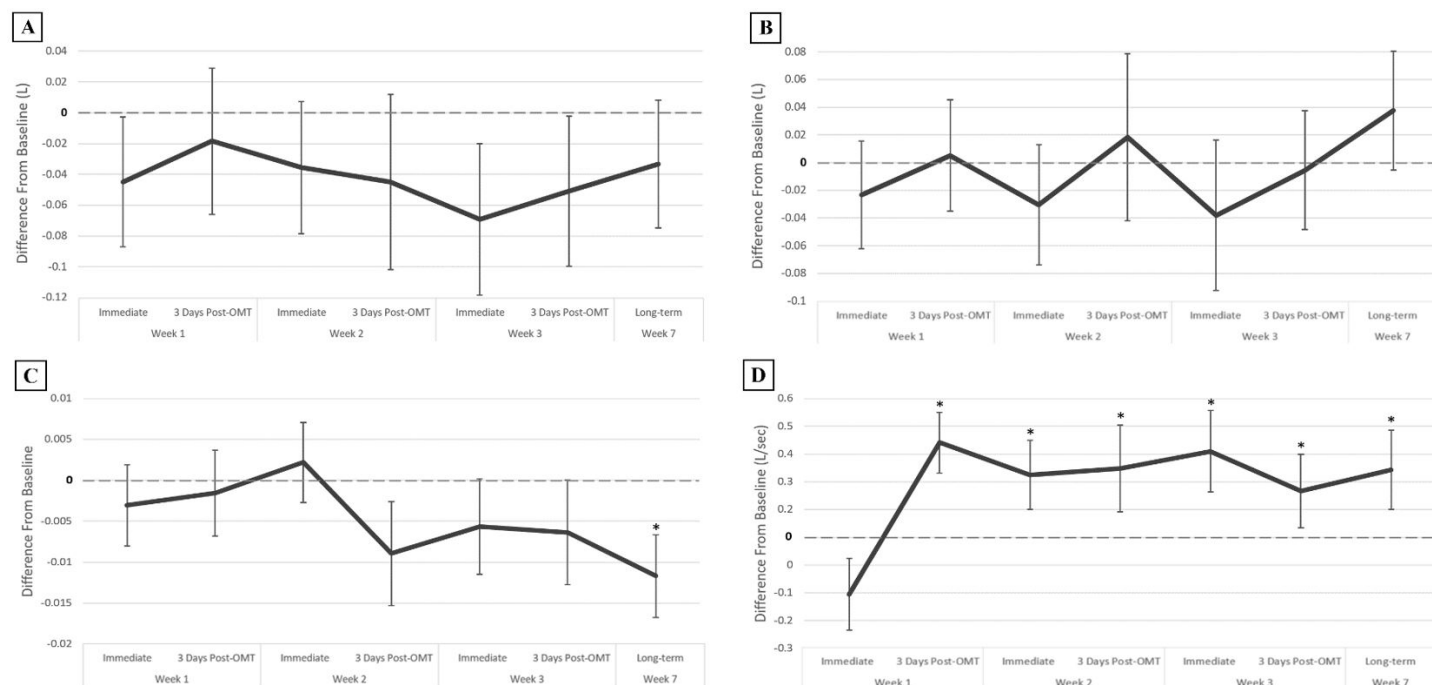 A
Difference From Baseline (L)
0.04
0.02
0
-0.02
-0.04
-0.06
-0.08
-0.1
-0.12
Immediate 3 Days Post-OMT Immediate 3 Days Post-OMT Immediate 3 Days Post-OMT Long-term
Week 1 Week 2 Week 3 Week 7
B
Difference From Baseline (L)
0.08
0.06
0.04
0.02
0
-0.02
-0.04
-0.06
-0.08
-0.1
Immediate 3 Days Post-OMT Immediate 3 Days Post-OMT Immediate 3 Days Post-OMT Long-term
Week 1 Week 2 Week 3 Week 7
C
Difference From Baseline
0.01
0.005
0
-0.005
-0.01
-0.015
-0.02
*
Immediate 3 Days Post-OMT Immediate 3 Days Post-OMT Immediate 3 Days Post-OMT Long-term
Week 1 Week 2 Week 3 Week 7
D
Difference From Baseline (L/sec)
0.6
0.5
0.4
0.3
0.2
0
0
-0.1
-0.2
-0.3
* * * * * *
Immediate 3 Days Post-OMT Immediate 3 Days Post-OMT Immediate 3 Days Post-OMT Long-term
Week 1 Week 2 Week 3 Week 7